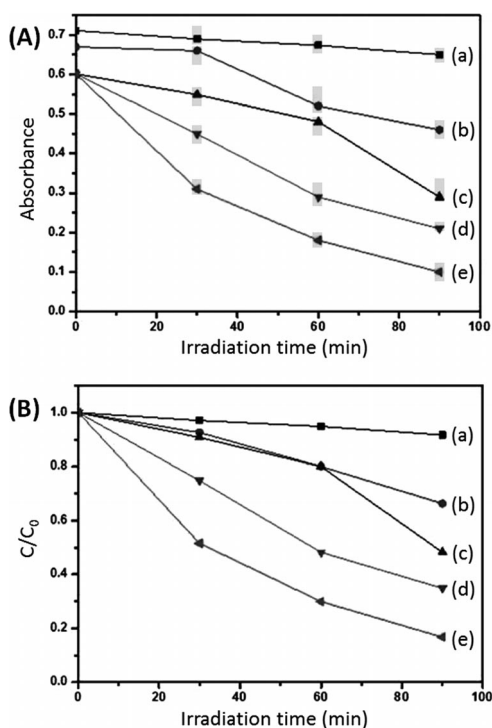 (A)
Absorbance
0.7
0.6
0.5
0.4
0.3
0.2
0.1
0.0
(a)
(b)
(c)
(d)
(e)
0 20 40 60 80 100
Irradiation time (min)
(B)
C/C0
1.0
0.8
0.6
0.4
0.2
0.0
(a)
(b)
(c)
(d)
(e)
0 20 40 60 80 100
Irradiation time (min)